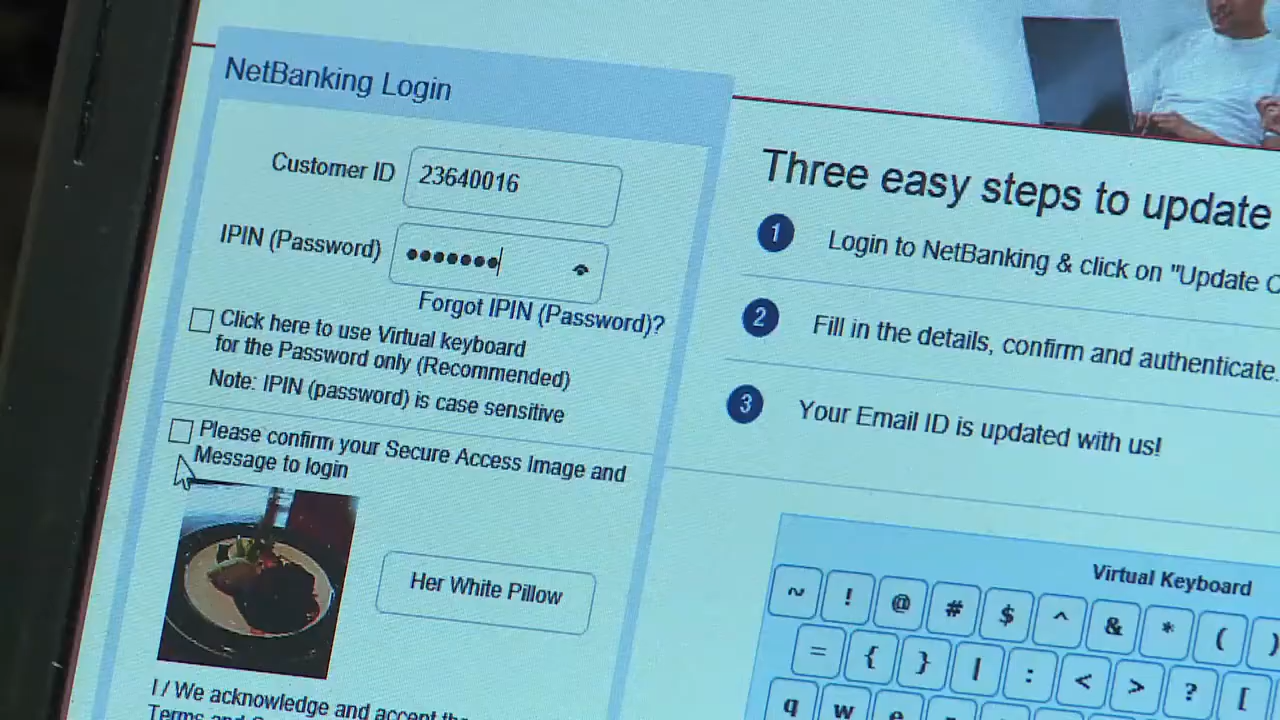 NetBanking Login
Customer ID
23640016
IPIN (Password)
•••••••
Forgot IPIN (Password)?
Click here to use Virtual keyboard
for the Password only (Recommended)
Note: IPIN (password) is case sensitive
Please confirm your Secure Access Image and
Message to login
Her White Pillow
I / We acknowledge and accept
Three easy steps to update
1 Login to NetBanking & click on "Update
2 Fill in the details, confirm and authenticate.
3 Your Email ID is updated with us!
Virtual Keyboard
~ ! @ # $ ^ & * ( )
= { } | : < > ? [
q w e